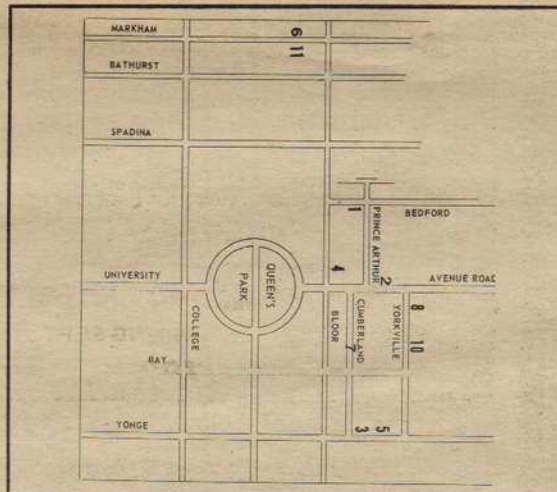 MARKHAM
6
11
BATHURST
SPADINA
1
PRINCE ARTHUR
BEDFORD
4
2
UNIVERSITY
QUEEN'S
PARK
AVENUE ROAD
COLLEGE
BLOOR
CUMBERLAND
YORKVILLE
8
10
7
BAY
YONGE
3
5